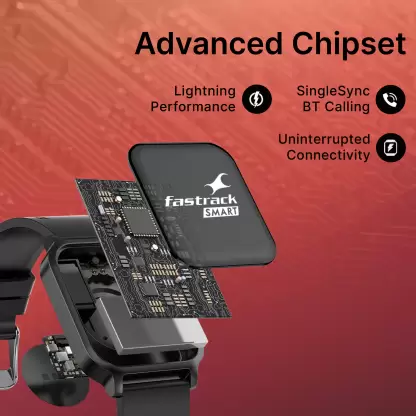 Advanced Chipset
Lightning
Performance
SingleSync
BT Calling
Uninterrupted
Connectivity
fastrack
SMART